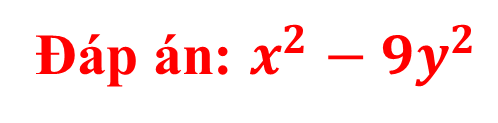 Đáp án: x² − 9y²